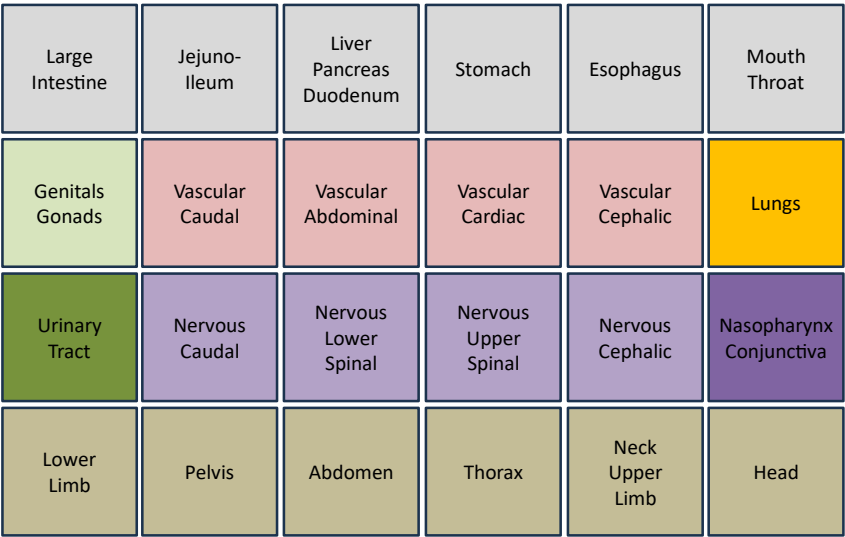 Large
Intestine
Jejuno-
Ileum
Liver
Pancreas
Duodenum
Stomach
Esophagus
Mouth
Throat
Genitals
Gonads
Vascular
Caudal
Vascular
Abdominal
Vascular
Cardiac
Vascular
Cephalic
Lungs
Urinary
Tract
Nervous
Caudal
Nervous
Lower
Spinal
Nervous
Upper
Spinal
Nervous
Cephalic
Nasopharynx
Conjunctiva
Lower
Limb
Pelvis
Abdomen
Thorax
Neck
Upper
Limb
Head